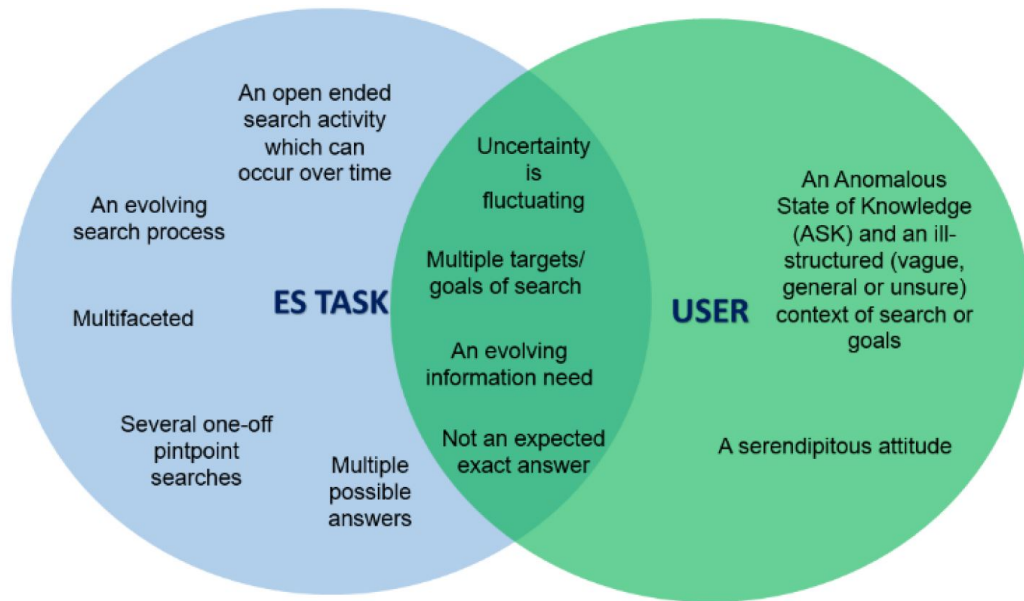 An open ended
search activity
which can
occur over time
An evolving
search process
Multifaceted
ES TASK
Several one-off
pintpoint
searches
Multiple
possible
answers
Uncertainty
is
fluctuating
Multiple targets/
goals of search
An evolving
information need
Not an expected
exact answer
USER
An Anomalous
State of Knowledge
(ASK) and an ill-
structured (vague,
general or unsure)
context of search or
goals
A serendipitous attitude